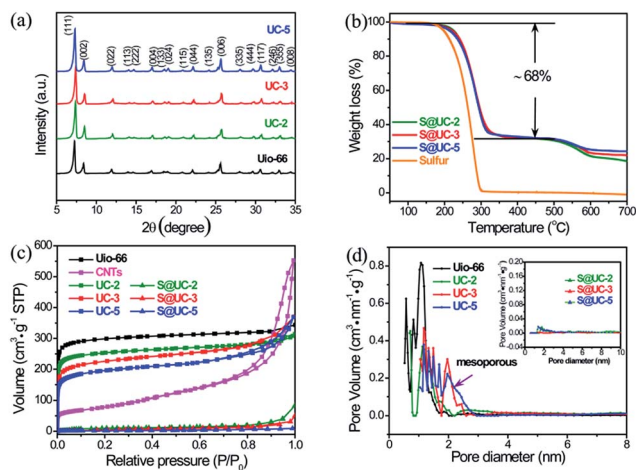 (a)
(111)
(002)
(022)
(113)
(222)
(004)
(133)
(024)
(115)
(044)
(135)
(006)
(335)
(444)
(117)
(246)
(008)
UC-5
UC-3
UC-2
Uio-66
Intensity (a.u.)
5 10 15 20 25 30 35
2θ (degree)
(b)
100
80
60
40
20
0
Weight loss (%)
~68%
S@UC-2
S@UC-3
S@UC-5
Sulfur
100 200 300 400 500 600 700
Temperature (°C)
(c)
600
500
400
300
200
100
0
Volume (cm³•g⁻¹ STP)
Uio-66
CNTs
UC-2 S@UC-2
UC-3 S@UC-3
UC-5 S@UC-5
0.0 0.2 0.4 0.6 0.8 1.0
Relative pressure (P/P₀)
(d)
1.0
0.8
0.6
0.4
0.2
0.0
Pore Volume (cm³•nm⁻¹•g⁻¹)
Uio-66
UC-2
UC-3
UC-5
mesoporous
0.20
0.16
0.12
0.08
0.04
0.00
-0.04
Pore Volume (cm³•nm⁻¹•g⁻¹)
S@UC-2
S@UC-3
S@UC-5
0 2 4 6 8 10
Pore diameter (nm)
0 2 4 6 8
Pore diameter (nm)